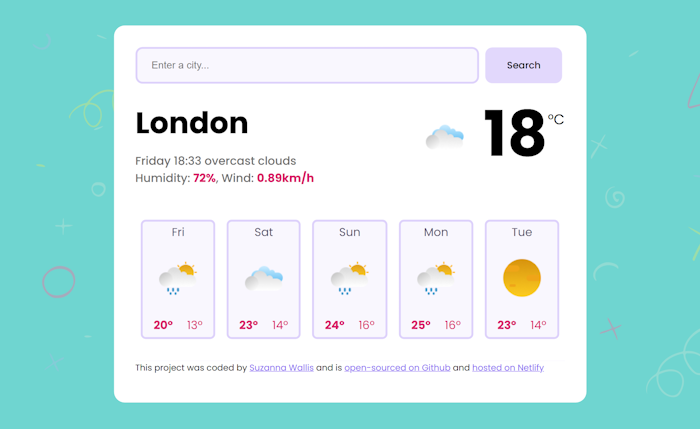 Enter a city...
Search
London
18 °C
Friday 18:33 overcast clouds
Humidity: 72%, Wind: 0.89km/h
Fri
Sat
Sun
Mon
Tue
20° 13°
23° 14°
24° 16°
25° 16°
23° 14°
This project was coded by Suzanna Wallis and is open-sourced on Github and hosted on Netlify